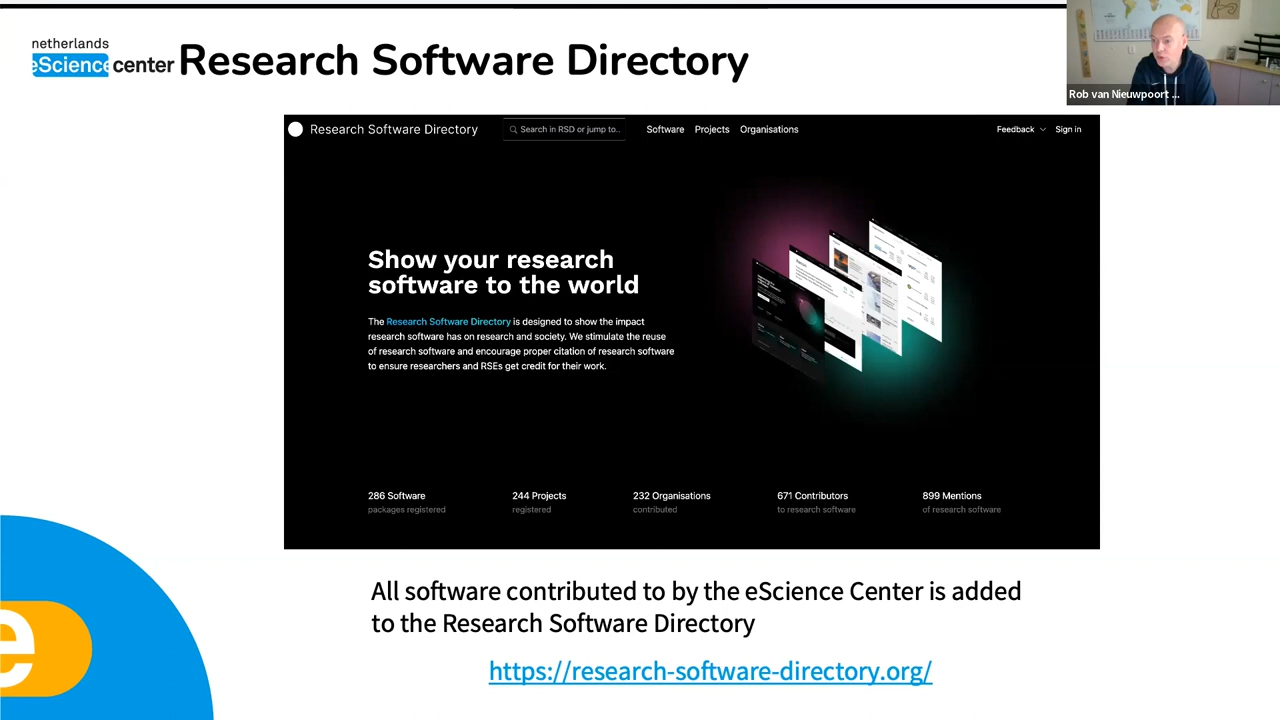 netherlands
eScience center
Research Software Directory
Rob van Nieuwpoort ...
Research Software Directory
Search in RSD or jump to..
Software Projects Organisations
Feedback
Sign in
Show your research
software to the world
The Research Software Directory is designed to show the impact
research software has on research and society. We stimulate the reuse
of research software and encourage proper citation of research software
to ensure researchers and RSEs get credit for their work.
286 Software
packages registered
244 Projects
registered
232 Organisations
contributed
671 Contributors
to research software
899 Mentions
of research software
All software contributed to by the eScience Center is added
to the Research Software Directory
https://research-software-directory.org/
e